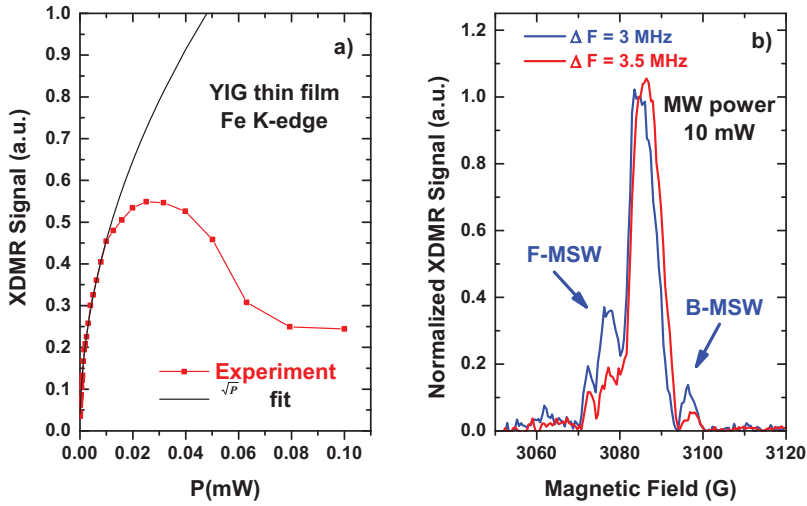 a)
YIG thin film
Fe K-edge
XDMR Signal (a.u.)
1.0
0.9
0.8
0.7
0.6
0.5
0.4
0.3
0.2
0.1
0.0
Experiment
√P fit
0.00 0.02 0.04 0.06 0.08 0.10
P(mW)
b)
Δ F = 3 MHz
Δ F = 3.5 MHz
MW power
10 mW
F-MSW
B-MSW
Normalized XDMR Signal (a.u.)
1.2
1.0
0.8
0.6
0.4
0.2
0.0
3060 3080 3100 3120
Magnetic Field (G)